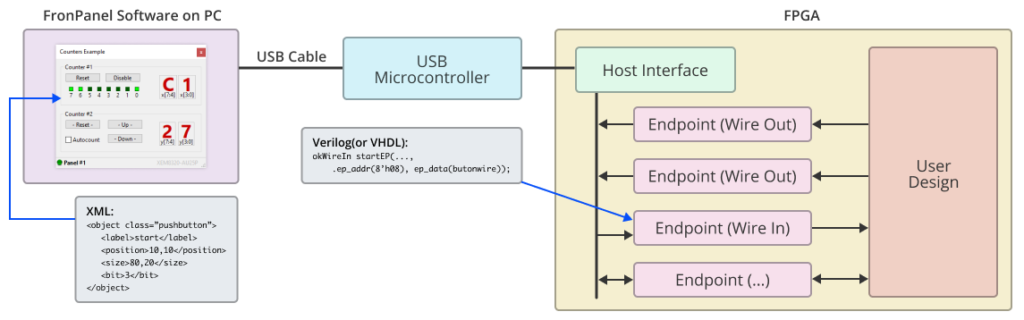 FronPanel Software on PC
FPGA
Counters Example
x
Counter #1
Reset
Disable
C 1
7 6 5 4 3 2 1 0
x[7:4] x[3:0]
Counter #2
- Reset -
- Up -
2 7
Autocount
- Down -
y[7:4] y[3:0]
Panel #1
USB Cable
USB
Microcontroller
Host Interface
Endpoint (Wire Out)
Endpoint (Wire Out)
Endpoint (Wire In)
Endpoint (...)
User
Design
Verilog(or VHDL):
okWireIn startEP(...,
.ep_addr(8'h08), ep_data(butonwire));
XML:
<object class="pushbutton">
<label>start</label>
<position>10,10</position>
<size>80,20</size>
<bit>3</bit>
</object>